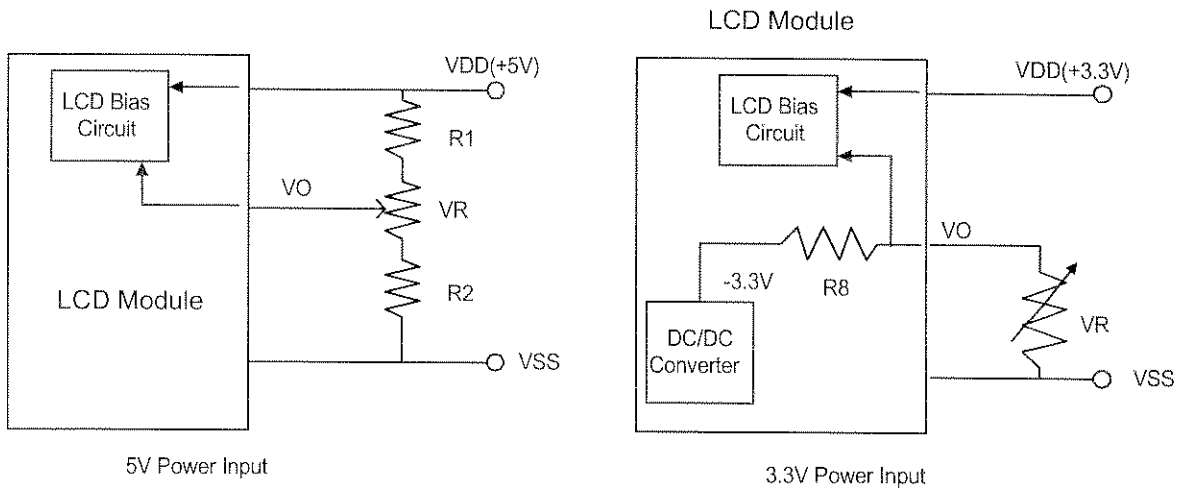 VDD(+5V)
LCD Bias
Circuit
R1
VO
VR
LCD Module
R2
VSS
5V Power Input
LCD Module
VDD(+3.3V)
LCD Bias
Circuit
VO
-3.3V
R8
VR
DC/DC
Converter
VSS
3.3V Power Input